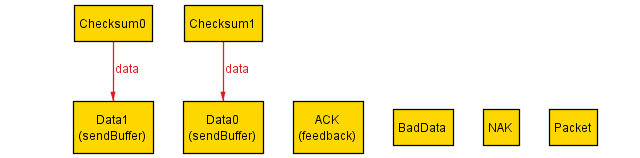 Checksum0
Checksum1
data
data
Data1
(sendBuffer)
Data0
(sendBuffer)
ACK
(feedback)
BadData
NAK
Packet